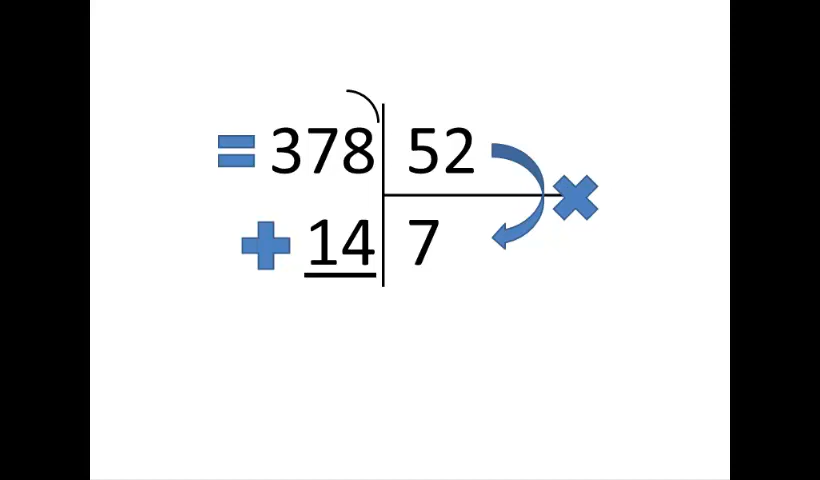 = 378 52
+ 14 7 ×